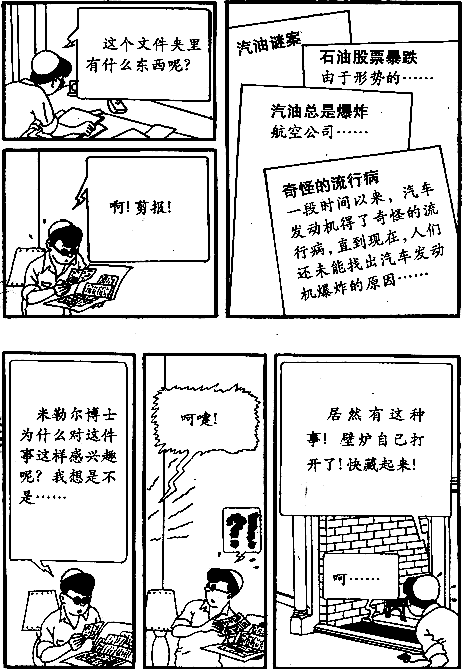 这个文件夹里
有什么东西呢？
汽油谜案
石油股票暴跌
由于形势的……
汽油总是爆炸
航空公司……
奇怪的流行病
一段时间以来，汽车
发动机得了奇怪的流
行病，直到现在，人们
还未能找出汽车发动
机爆炸的原因……
啊！剪报！
米勒尔博士
为什么对这件
事这样感兴趣
呢？我想是不
是……
呵嚏！
?!
居然有这种
事！壁炉自己打
开了！快藏起来！
呵……